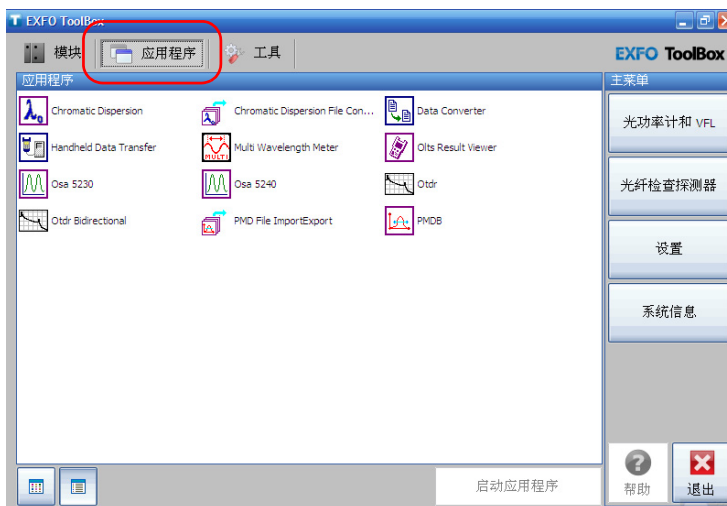 EXFO ToolBox
模块 应用程序 工具 EXFO ToolBox
应用程序 主菜单
λo Chromatic Dispersion Chromatic Dispersion File Con... Data Converter
光功率计和 VFL
Handheld Data Transfer MULTI Multi Wavelength Meter Olts Result Viewer
Osa 5230 Osa 5240 Otdr
光纤检查探测器
Otdr Bidirectional PMD File ImportExport PMDB
设置
系统信息
启动应用程序 帮助 退出